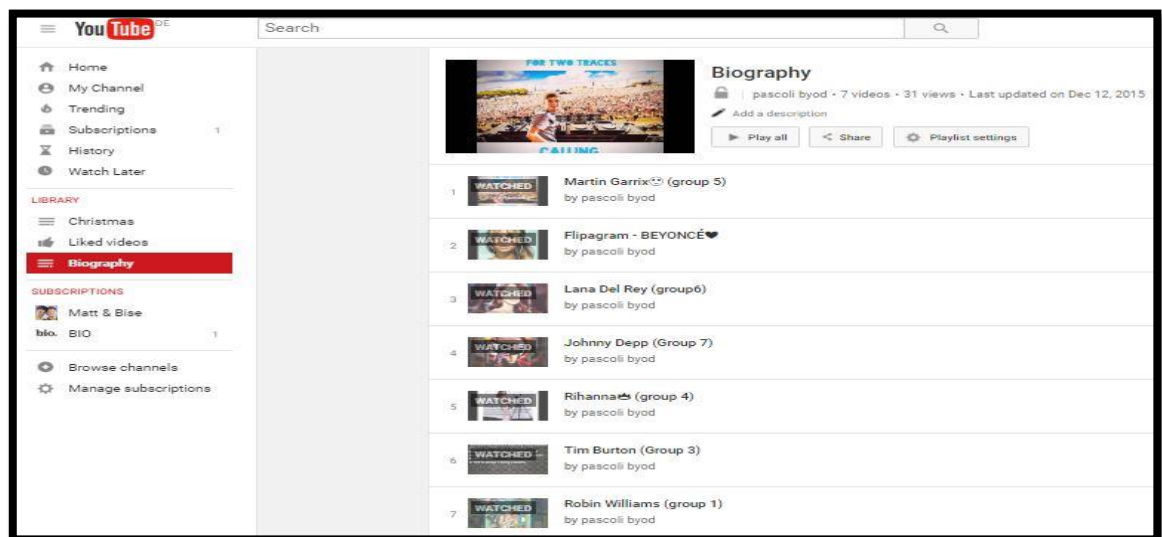 YouTube DE
Search
Home
My Channel
Trending
Subscriptions 1
History
Watch Later
LIBRARY
Christmas
Liked videos
Biography
SUBSCRIPTIONS
Matt & Bise
bio. BIO 1
Browse channels
Manage subscriptions
FOR TWO TRACKS
CALLING
Biography
pascoli byod • 7 videos • 31 views • Last updated on Dec 12, 2015
Add a description
Play all Share Playlist settings
1 WATCHED Martin Garrix (group 5)
by pascoli byod
2 WATCHED Flipagram - BEYONCÉ❤
by pascoli byod
3 WATCHED Lana Del Rey (group6)
by pascoli byod
4 WATCHED Johnny Depp (Group 7)
by pascoli byod
5 WATCHED Rihanna (group 4)
by pascoli byod
6 WATCHED Tim Burton (Group 3)
by pascoli byod
7 WATCHED Robin Williams (group 1)
by pascoli byod